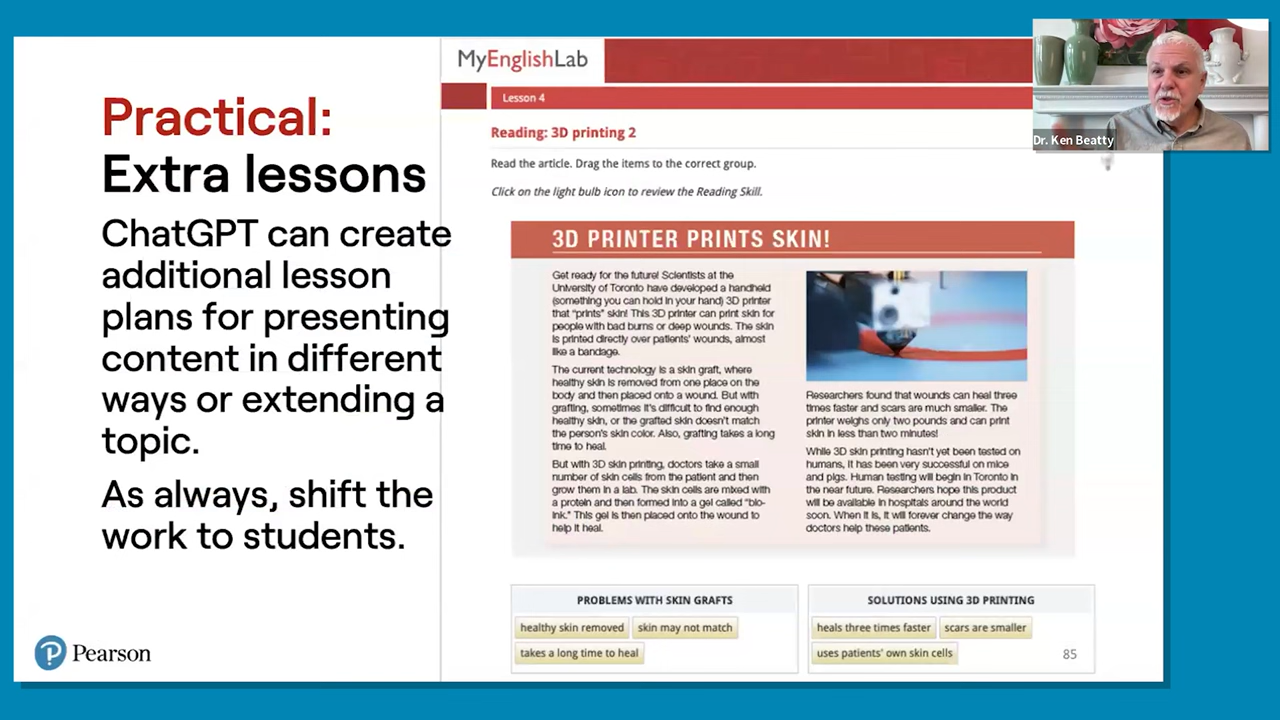 Practical:
Extra lessons
ChatGPT can create
additional lesson
plans for presenting
content in different
ways or extending a
topic.
As always, shift the
work to students.
Pearson
MyEnglishLab
Lesson 4
Reading: 3D printing 2
Read the article. Drag the items to the correct group.
Click on the light bulb icon to review the Reading Skill.
3D PRINTER PRINTS SKIN!
Get ready for the future! Scientists at the
University of Toronto have developed a handheld
(something you can hold in your hand) 3D printer
that "prints" skin! This 3D printer can print skin for
people with bad burns or deep wounds. The skin
is printed directly over patients' wounds, almost
like a bandage.
The current technology is a skin graft, where
healthy skin is removed from one place on the
body and then placed onto a wound. But with
grafting, sometimes it's difficult to find enough
healthy skin, or the grafted skin doesn't match
the person's skin color. Also, grafting takes a long
time to heal.
But with 3D skin printing, doctors take a small
number of skin cells from the patient and then
grow them in a lab. The skin cells are mixed with
a protein and then formed into a gel called "bio-
ink." This gel is then placed onto the wound to
help it heal.
Researchers found that wounds can heal three
times faster and scars are much smaller. The
printer weighs only two pounds and can print
skin in less than two minutes!
While 3D skin printing hasn't yet been tested on
humans, it has been very successful on mice
and pigs. Human testing will begin in Toronto in
the near future. Researchers hope this product
will be available in hospitals around the world
soon. When it is, it will forever change the way
doctors help these patients.
PROBLEMS WITH SKIN GRAFTS
healthy skin removed
skin may not match
takes a long time to heal
SOLUTIONS USING 3D PRINTING
heals three times faster
scars are smaller
uses patients' own skin cells
85
Dr. Ken Beatty